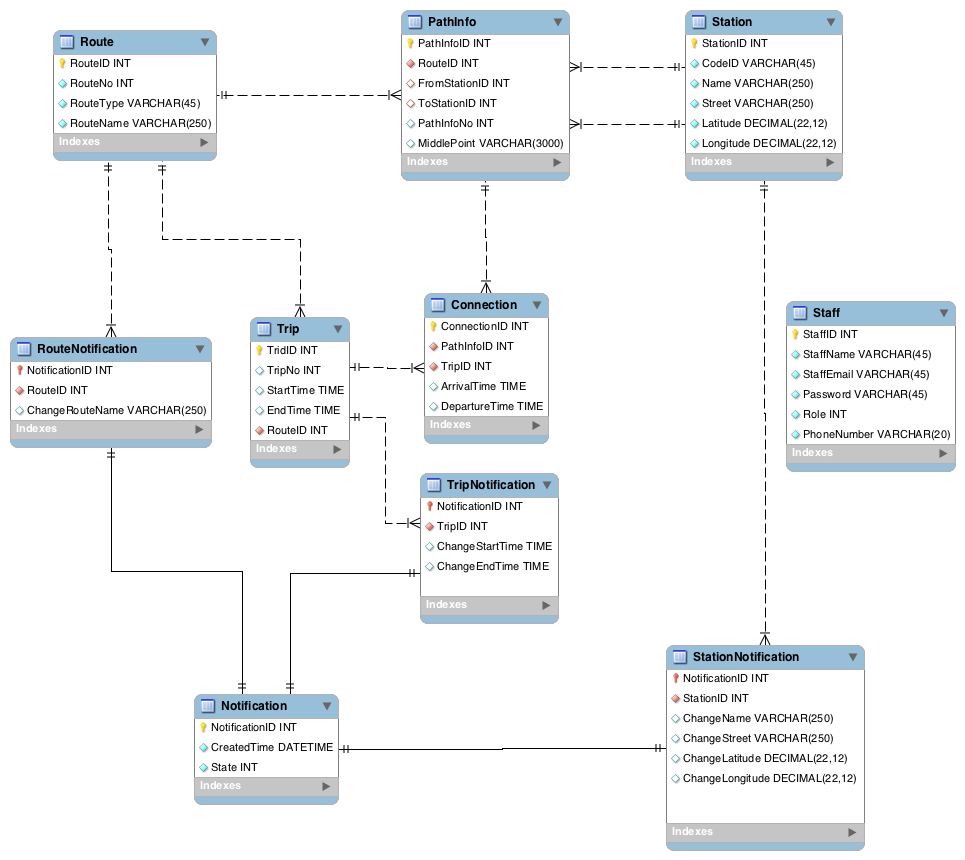 Route
RouteID INT
RouteNo INT
RouteType VARCHAR(45)
RouteName VARCHAR(250)
Indexes
PathInfo
PathInfoID INT
RouteID INT
FromStationID INT
ToStationID INT
PathInfoNo INT
MiddlePoint VARCHAR(3000)
Indexes
Station
StationID INT
CodeID VARCHAR(45)
Name VARCHAR(250)
Street VARCHAR(250)
Latitude DECIMAL(22,12)
Longitude DECIMAL(22,12)
Indexes
RouteNotification
NotificationID INT
RouteID INT
ChangeRouteName VARCHAR(250)
Indexes
Trip
TridID INT
TripNo INT
StartTime TIME
EndTime TIME
RouteID INT
Indexes
Connection
ConnectionID INT
PathInfoID INT
TripID INT
ArrivalTime TIME
DepartureTime TIME
Indexes
Staff
StaffID INT
StaffName VARCHAR(45)
StaffEmail VARCHAR(45)
Password VARCHAR(45)
Role INT
PhoneNumber VARCHAR(20)
Indexes
TripNotification
NotificationID INT
TripID INT
ChangeStartTime TIME
ChangeEndTime TIME
Indexes
Notification
NotificationID INT
CreatedTime DATETIME
State INT
Indexes
StationNotification
NotificationID INT
StationID INT
ChangeName VARCHAR(250)
ChangeStreet VARCHAR(250)
ChangeLatitude DECIMAL(22,12)
ChangeLongitude DECIMAL(22,12)
Indexes